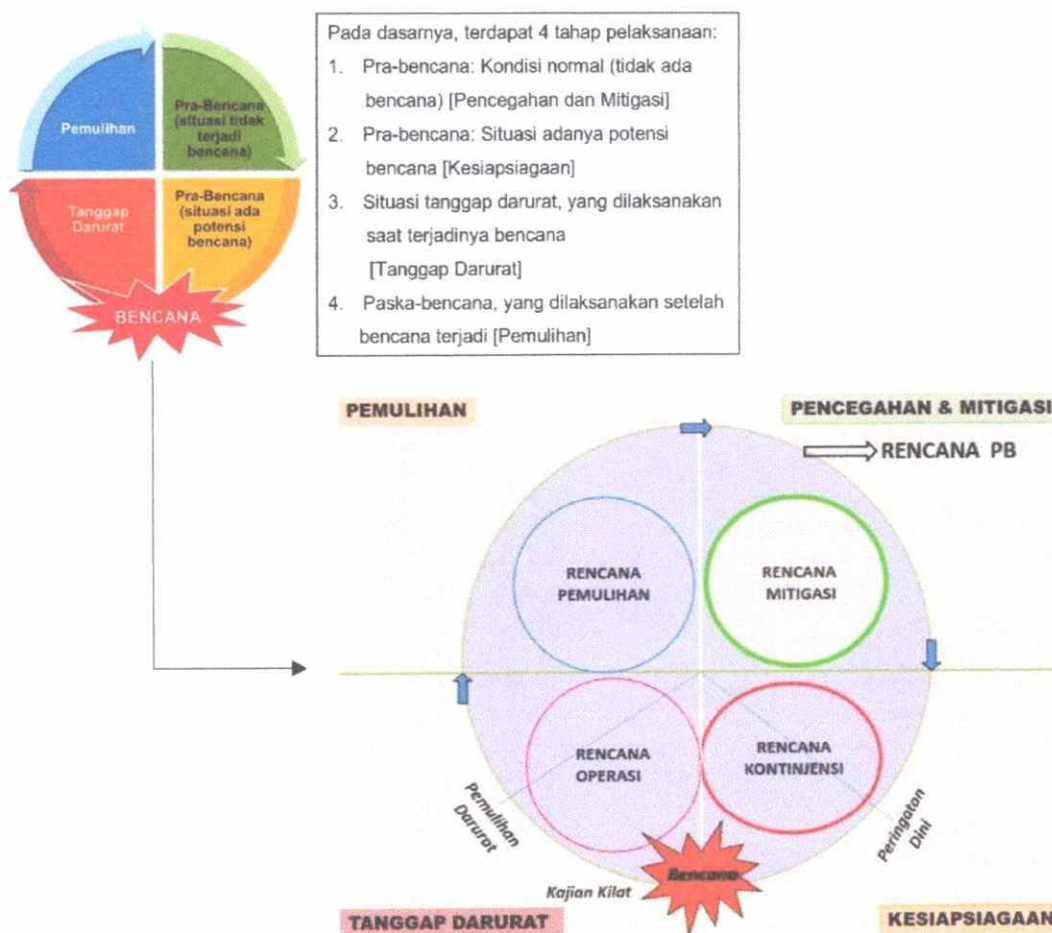 Pemulihan
Pra-Bencana
(situasi tidak
terjadi
bencana)
Tanggap
Darurat
Pra-Bencana
(situasi ada
potensi
bencana)
BENCANA
Pada dasarnya, terdapat 4 tahap pelaksanaan:
1. Pra-bencana: Kondisi normal (tidak ada
bencana) [Pencegahan dan Mitigasi]
2. Pra-bencana: Situasi adanya potensi
bencana [Kesiapsiagaan]
3. Situasi tanggap darurat, yang dilaksanakan
saat terjadinya bencana
[Tanggap Darurat]
4. Paska-bencana, yang dilaksanakan setelah
bencana terjadi [Pemulihan]
PEMULIHAN
PENCEGAHAN & MITIGASI
RENCANA PB
RENCANA
PEMULIHAN
RENCANA
MITIGASI
RENCANA
OPERASI
RENCANA
KONTINJENSI
Pemulihan
Darurat
Peringatan
Dini
Kajian Kilat
Bencana
TANGGAP DARURAT
KESIAPSIAGAAN